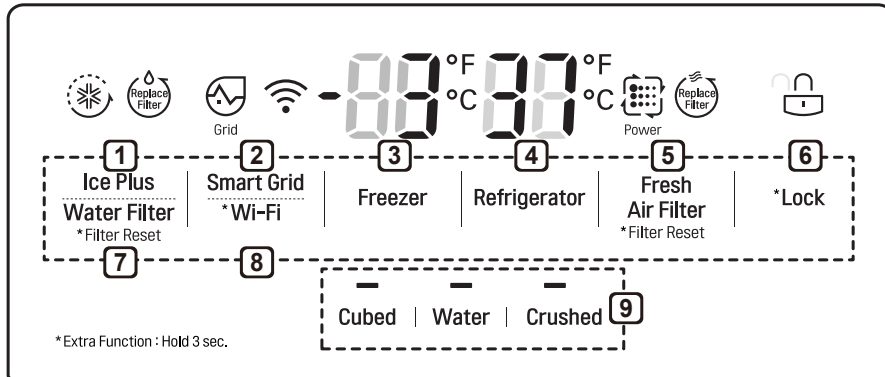 Replace Filter
Grid
- 3 °F °C
37 °F °C
Power
Replace Filter
1 2 3 4 5 6
Ice Plus
Smart Grid
Freezer
Refrigerator
Fresh
Air Filter
*Filter Reset
*Lock
Water Filter
*Filter Reset
*Wi-Fi
7 8
Cubed | Water | Crushed 9
*Extra Function : Hold 3 sec.